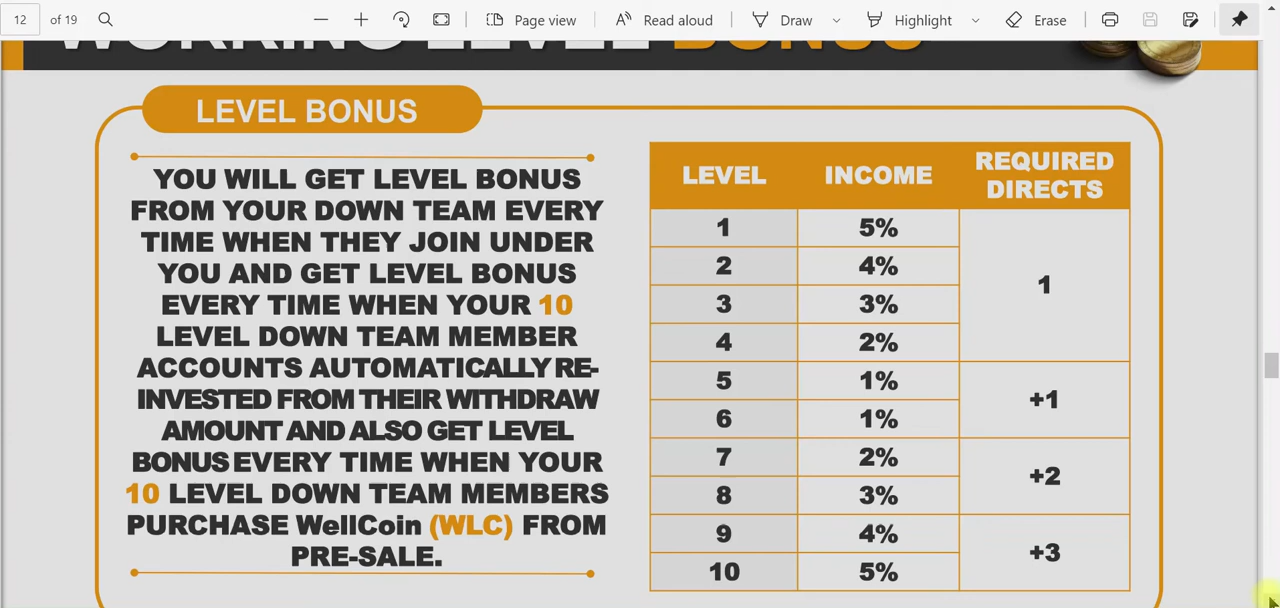 12 of 19 Page view Read aloud Draw Highlight Erase
WORKING LEVEL BONUS
LEVEL BONUS
YOU WILL GET LEVEL BONUS
FROM YOUR DOWN TEAM EVERY
TIME WHEN THEY JOIN UNDER
YOU AND GET LEVEL BONUS
EVERY TIME WHEN YOUR 10
LEVEL DOWN TEAM MEMBER
ACCOUNTS AUTOMATICALLY RE-
INVESTED FROM THEIR WITHDRAW
AMOUNT AND ALSO GET LEVEL
BONUS EVERY TIME WHEN YOUR
10 LEVEL DOWN TEAM MEMBERS
PURCHASE WellCoin (WLC) FROM
PRE-SALE.
LEVEL INCOME REQUIRED DIRECTS
1 5% 1
2 4%
3 3%
4 2%
5 1% +1
6 1%
7 2% +2
8 3%
9 4% +3
10 5%